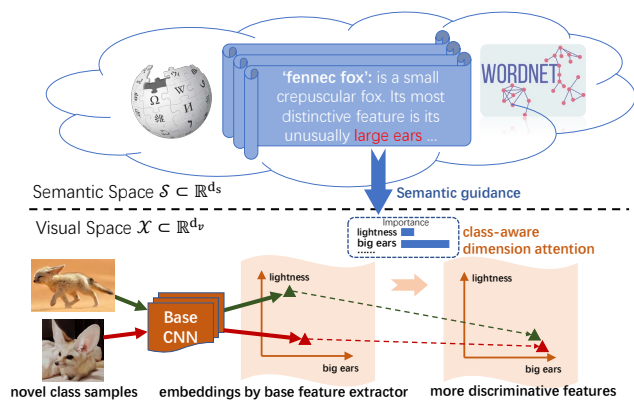 'fennec fox': is a small
crepuscular fox. Its most
distinctive feature is its
unusually large ears ...
WORDNET
Ω W
И
Semantic Space 𝒮 ⊂ ℝ^{d_s}
Semantic guidance
Visual Space 𝒳 ⊂ ℝ^{d_v}
Importance
lightness
big ears
......
class-aware
dimension attention
lightness
lightness
Base
CNN
big ears
big ears
novel class samples
embeddings by base feature extractor
more discriminative features